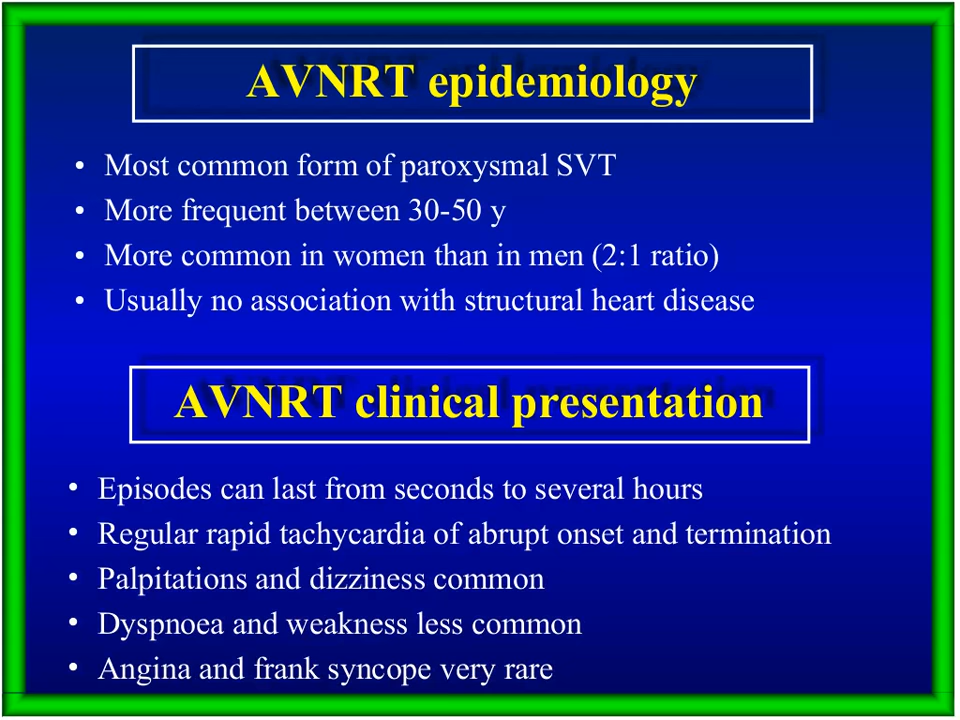 AVNRT epidemiology
• Most common form of paroxysmal SVT
• More frequent between 30-50 y
• More common in women than in men (2:1 ratio)
• Usually no association with structural heart disease
AVNRT clinical presentation
• Episodes can last from seconds to several hours
• Regular rapid tachycardia of abrupt onset and termination
• Palpitations and dizziness common
• Dyspnoea and weakness less common
• Angina and frank syncope very rare